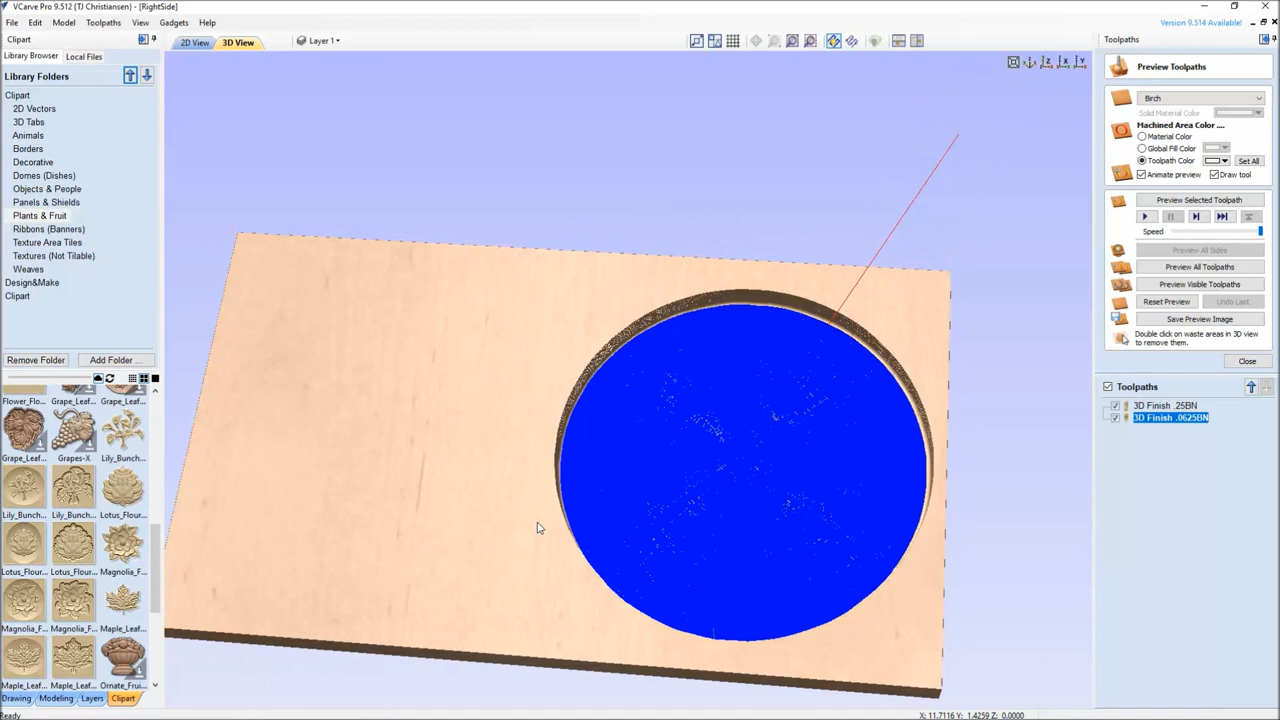 VCarve Pro 9.512 (TJ Christiansen) - [RightSide]
File Edit Model Toolpaths View Gadgets Help
Version 9.514 Available!
Clipart
Library Browser Local Files
Library Folders
Clipart
2D Vectors
3D Tabs
Animals
Borders
Decorative
Domes (Dishes)
Objects & People
Panels & Shields
Plants & Fruit
Ribbons (Banners)
Texture Area Tiles
Textures (Not Tilable)
Weaves
Design&Make
Clipart
Remove Folder Add Folder ...
Flower_Flo... Grape_Leaf... Grape_Leaf...
Grape_Leaf... Grapes-X Lily_Bunch...
Lily_Bunch... Lily_Bunch... Lotus_Flour...
Lotus_Flour... Lotus_Flour... Magnolia_F...
Magnolia_F... Magnolia_F... Maple_Leaf...
Maple_Leaf... Maple_Leaf... Ornate_Frui...
Drawing Modeling Layers Clipart
Ready
2D View 3D View Layer 1
Toolpaths
Preview Toolpaths
Birch
Solid Material Color
Machined Area Color ....
Material Color
Global Fill Color
Toolpath Color Set All
Animate preview Draw tool
Preview Selected Toolpath
Speed
Preview All Sides
Preview All Toolpaths
Preview Visible Toolpaths
Reset Preview Undo Last
Save Preview Image
Double click on waste areas in 3D view
to remove them.
Close
Toolpaths
3D Finish .25BN
3D Finish .0625BN
X: 11.7116 Y: 1.4259 Z: 0.0000